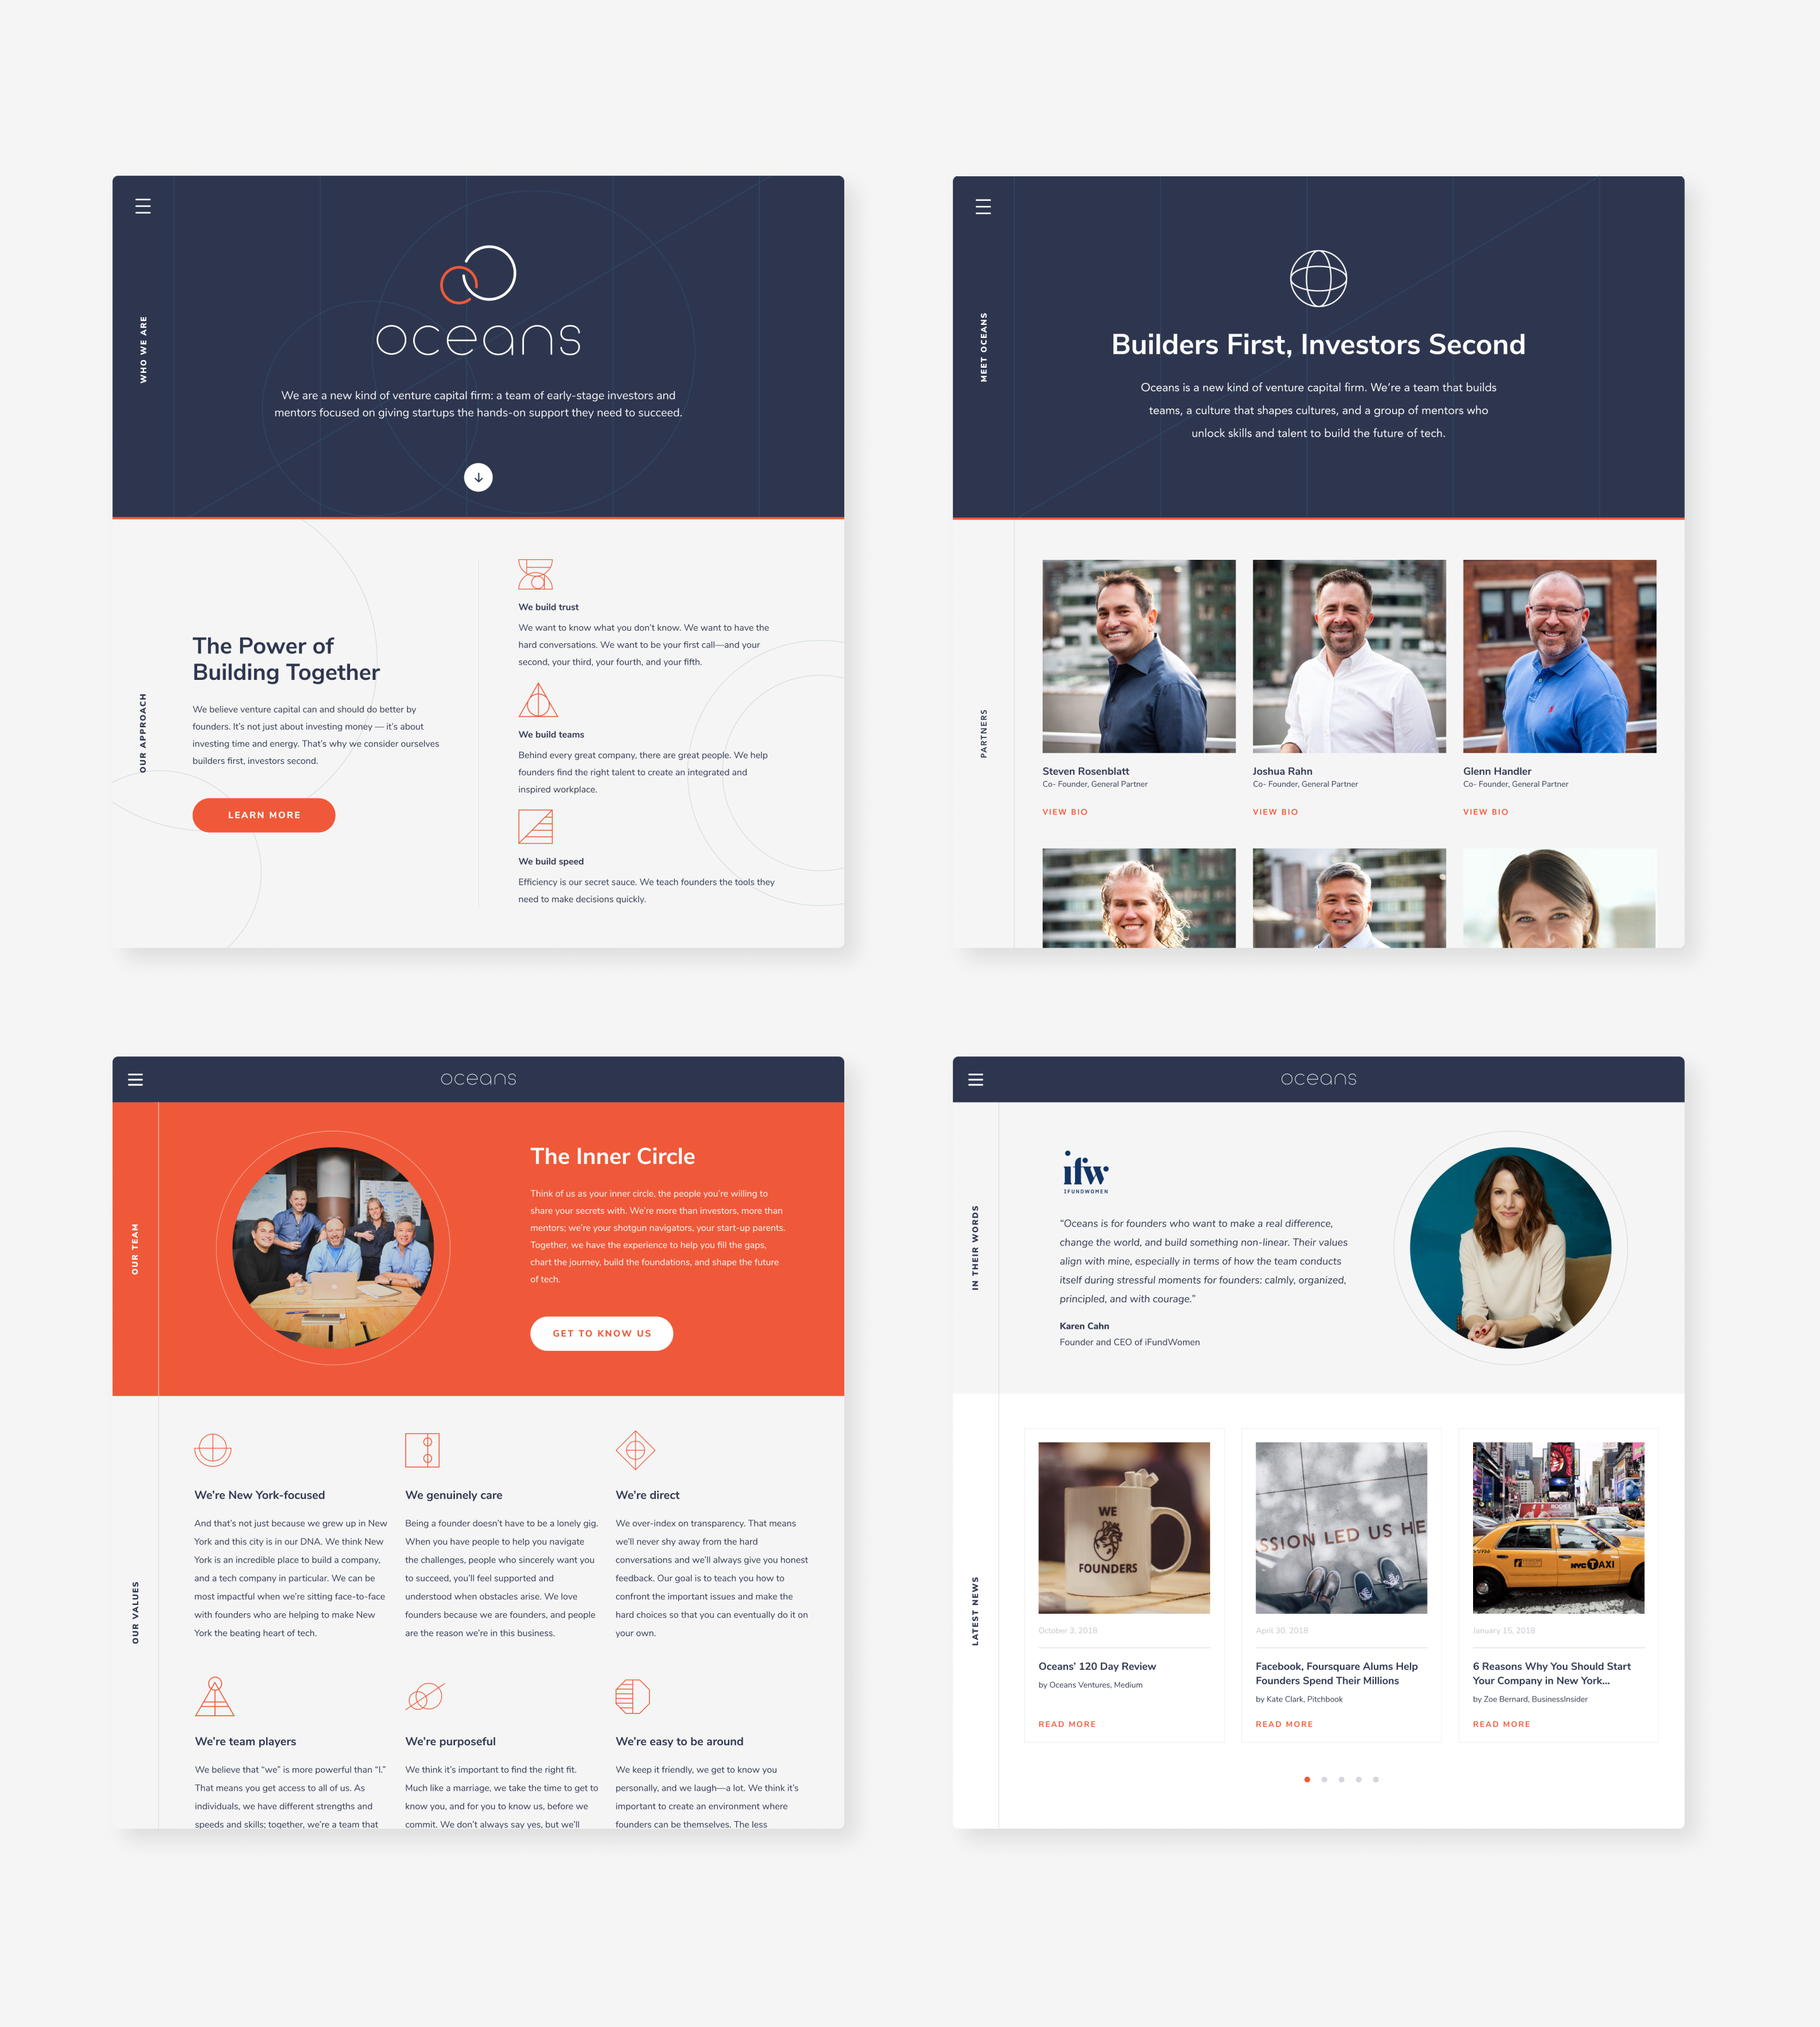 WHO WE ARE
oceans
We are a new kind of venture capital firm: a team of early-stage investors and
mentors focused on giving startups the hands-on support they need to succeed.
OUR APPROACH
The Power of
Building Together
We believe venture capital can and should do better by
founders. It's not just about investing money — it's about
investing time and energy. That's why we consider ourselves
builders first, investors second.
LEARN MORE
We build trust
We want to know what you don't know. We want to have the
hard conversations. We want to be your first call—and your
second, your third, your fourth, and your fifth.
We build teams
Behind every great company, there are great people. We help
founders find the right talent to create an integrated and
inspired workplace.
We build speed
Efficiency is our secret sauce. We teach founders the tools they
need to make decisions quickly.
MEET OCEANS
Builders First, Investors Second
Oceans is a new kind of venture capital firm. We're a team that builds
teams, a culture that shapes cultures, and a group of mentors who
unlock skills and talent to build the future of tech.
PARTNERS
Steven Rosenblatt
Co- Founder, General Partner
VIEW BIO
Joshua Rahn
Co- Founder, General Partner
VIEW BIO
Glenn Handler
Co- Founder, General Partner
VIEW BIO
oceans
OUR TEAM
The Inner Circle
Think of us as your inner circle, the people you're willing to
share your secrets with. We're more than investors, more than
mentors; we're your shotgun navigators, your start-up parents.
Together, we have the experience to help you fill the gaps,
chart the journey, build the foundations, and shape the future
of tech.
GET TO KNOW US
OUR VALUES
We're New York-focused
And that's not just because we grew up in New
York and this city is in our DNA. We think New
York is an incredible place to build a company,
and a tech company in particular. We can be
most impactful when we're sitting face-to-face
with founders who are helping to make New
York the beating heart of tech.
We genuinely care
Being a founder doesn't have to be a lonely gig.
When you have people to help you navigate
the challenges, people who sincerely want you
to succeed, you'll feel supported and
understood when obstacles arise. We love
founders because we are founders, and people
are the reason we're in this business.
We're direct
We over-index on transparency. That means
we'll never shy away from the hard
conversations and we'll always give you honest
feedback. Our goal is to teach you how to
confront the important issues and make the
hard choices so that you can eventually do it on
your own.
We're team players
We believe that "we" is more powerful than "I."
That means you get access to all of us. As
individuals, we have different strengths and
speeds and skills; together, we're a team that
We're purposeful
We think it's important to find the right fit.
Much like a marriage, we take the time to get to
know you, and for you to know us, before we
commit. We don't always say yes, but we'll
We're easy to be around
We keep it friendly, we get to know you
personally, and we laugh—a lot. We think it's
important to create an environment where
founders can be themselves. The less
oceans
IN THEIR WORDS
ifw
IFUNDWOMEN
"Oceans is for founders who want to make a real difference,
change the world, and build something non-linear. Their values
align with mine, especially in terms of how the team conducts
itself during stressful moments for founders: calmly, organized,
principled, and with courage."
Karen Cahn
Founder and CEO of iFundWomen
LATEST NEWS
WE
FOUNDERS
October 3, 2018
Oceans' 120 Day Review
by Oceans Ventures, Medium
READ MORE
SSION LED US HE
April 30, 2018
Facebook, Foursquare Alums Help
Founders Spend Their Millions
by Kate Clark, Pitchbook
READ MORE
NYC TAXI
January 15, 2018
6 Reasons Why You Should Start
Your Company in New York...
by Zoe Bernard, BusinessInsider
READ MORE